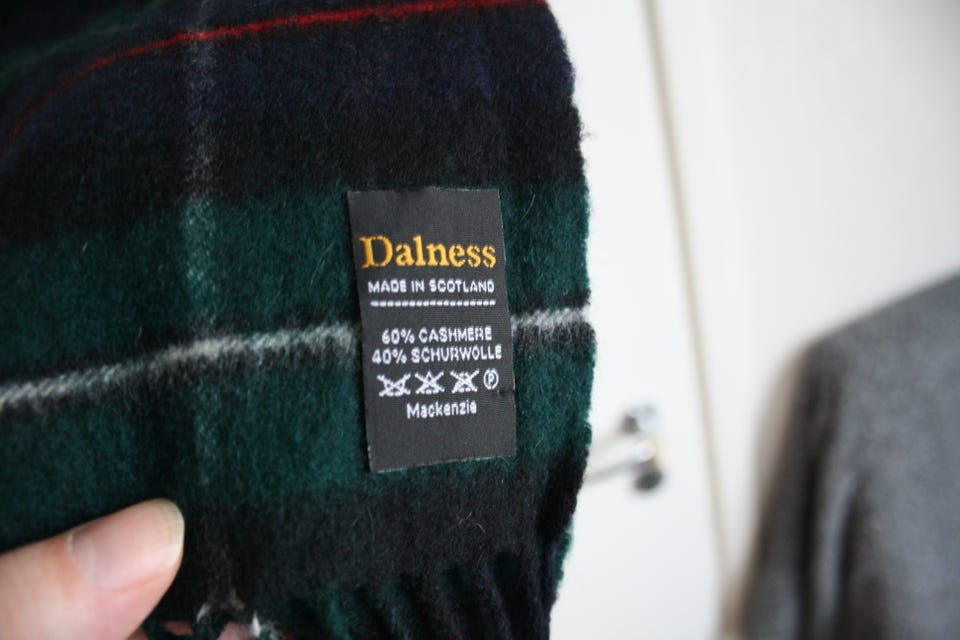 Dalness
MADE IN SCOTLAND
60% CASHMERE
40% SCHURWOLLE
P
Mackenzie